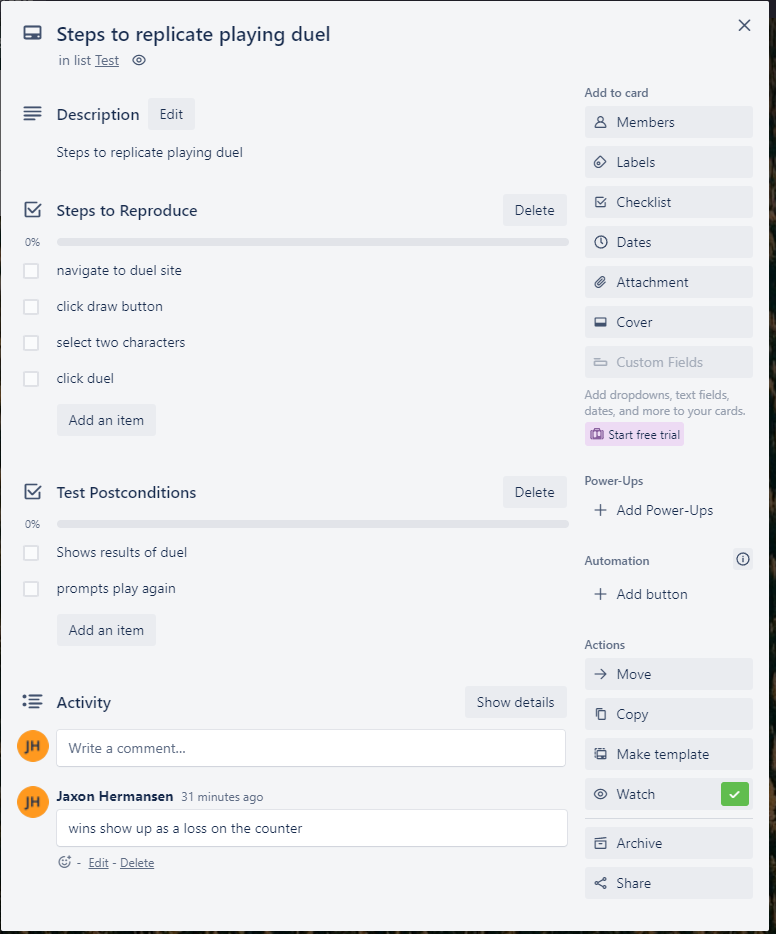 Steps to replicate playing duel
in list Test
Description Edit
Steps to replicate playing duel
Steps to Reproduce Delete
0%
navigate to duel site
click draw button
select two characters
click duel
Add an item
Test Postconditions Delete
0%
Shows results of duel
prompts play again
Add an item
Activity Show details
JH Write a comment…
JH Jaxon Hermansen 31 minutes ago
wins show up as a loss on the counter
- Edit - Delete
Add to card
Members
Labels
Checklist
Dates
Attachment
Cover
Custom Fields
Add dropdowns, text fields,
dates, and more to your cards.
Start free trial
Power-Ups
+ Add Power-Ups
Automation
+ Add button
Actions
Move
Copy
Make template
Watch
Archive
Share